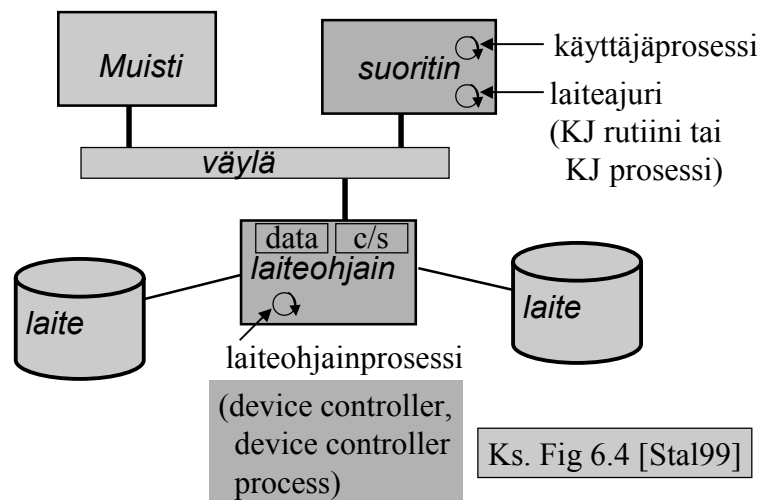 Muisti
suoritin
käyttäjäprosessi
laiteajuri
(KJ rutiini tai
KJ prosessi)
väylä
data
c/s
laiteohjain
laite
laite
laiteohjainprosessi
(device controller,
device controller
process)
Ks. Fig 6.4 [Stal99]